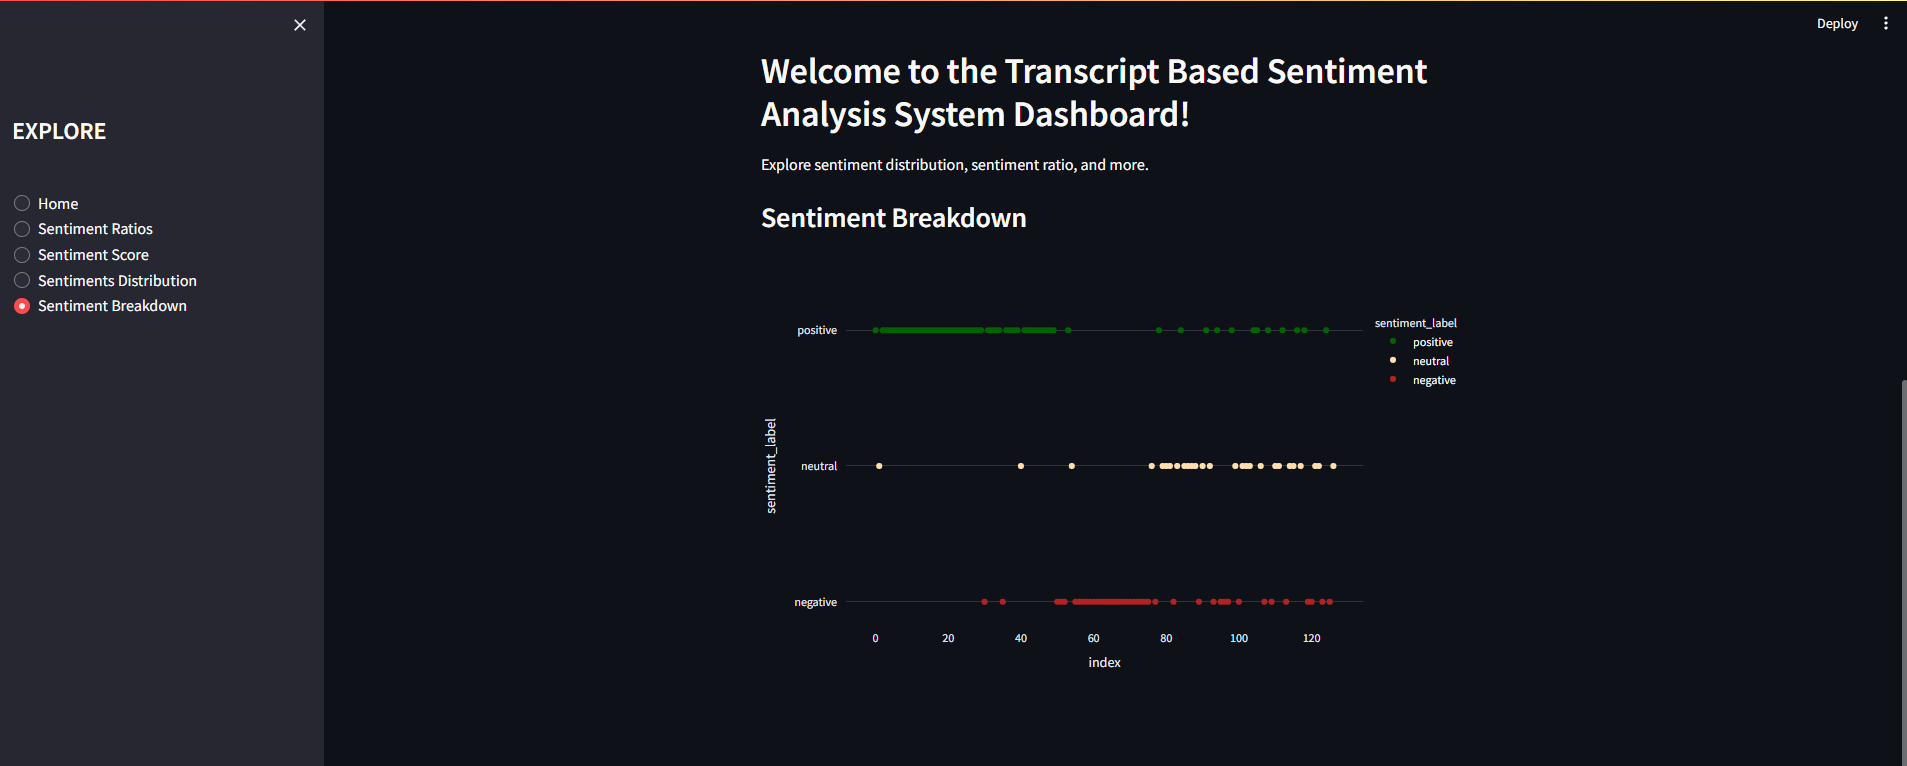 Deploy
EXPLORE
Home
Sentiment Ratios
Sentiment Score
Sentiments Distribution
Sentiment Breakdown
Welcome to the Transcript Based Sentiment
Analysis System Dashboard!
Explore sentiment distribution, sentiment ratio, and more.
Sentiment Breakdown
sentiment_label
positive
neutral
negative
sentiment_label
positive
neutral
negative
0 20 40 60 80 100 120
index